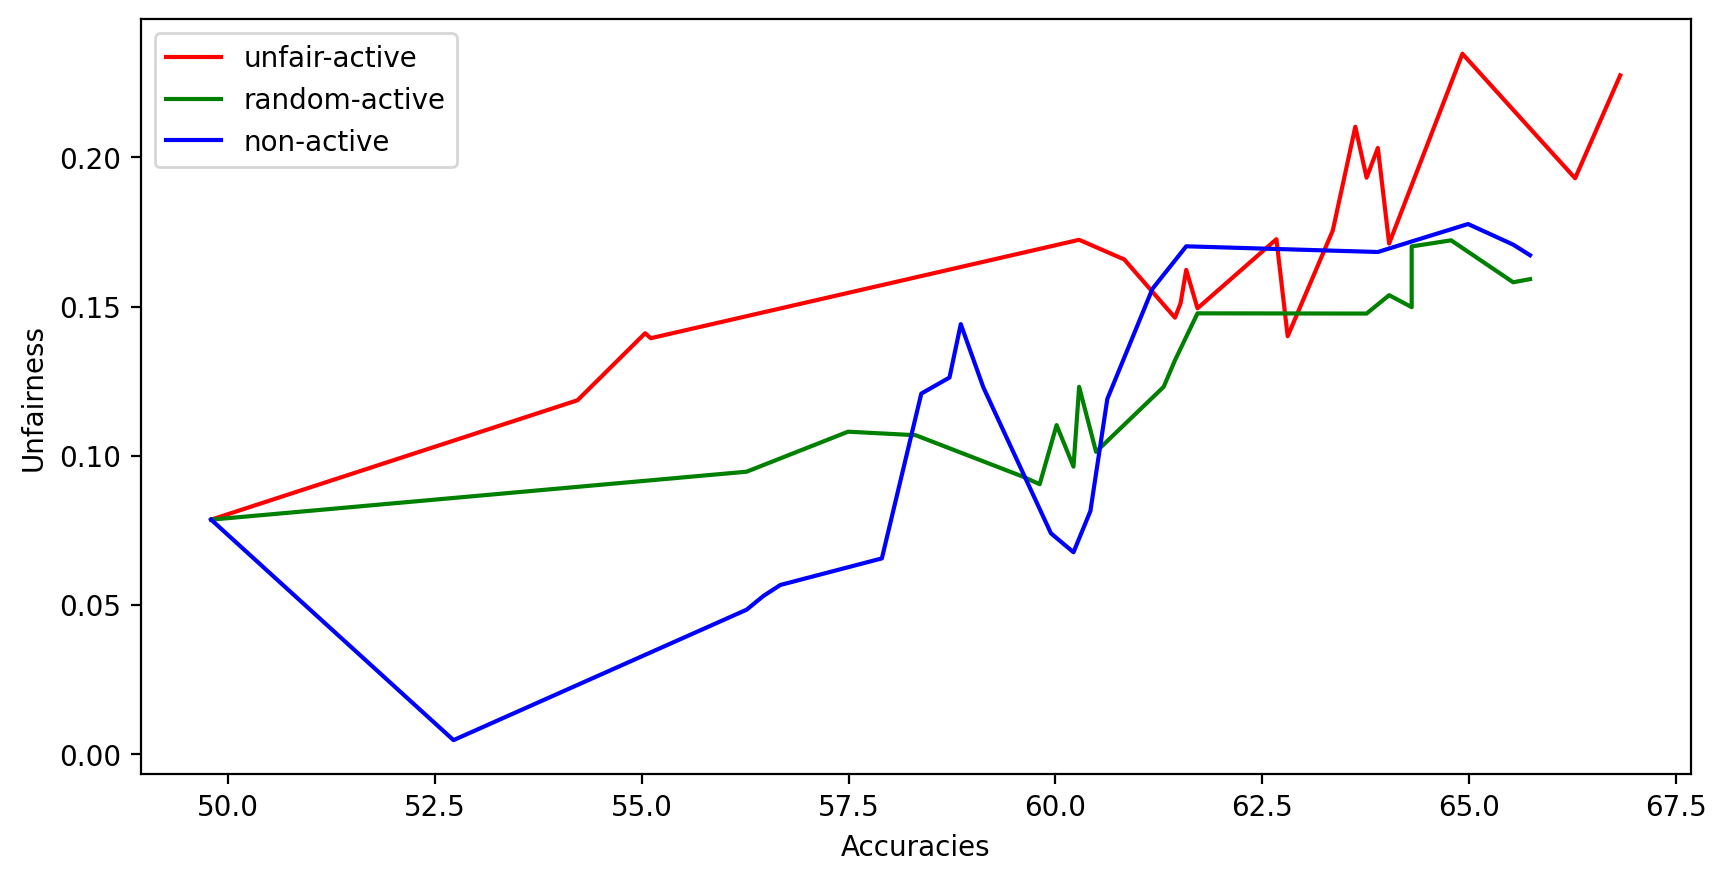 unfair-active
random-active
non-active
0.20
0.15
0.10
0.05
0.00
Unfairness
50.0 52.5 55.0 57.5 60.0 62.5 65.0 67.5
Accuracies